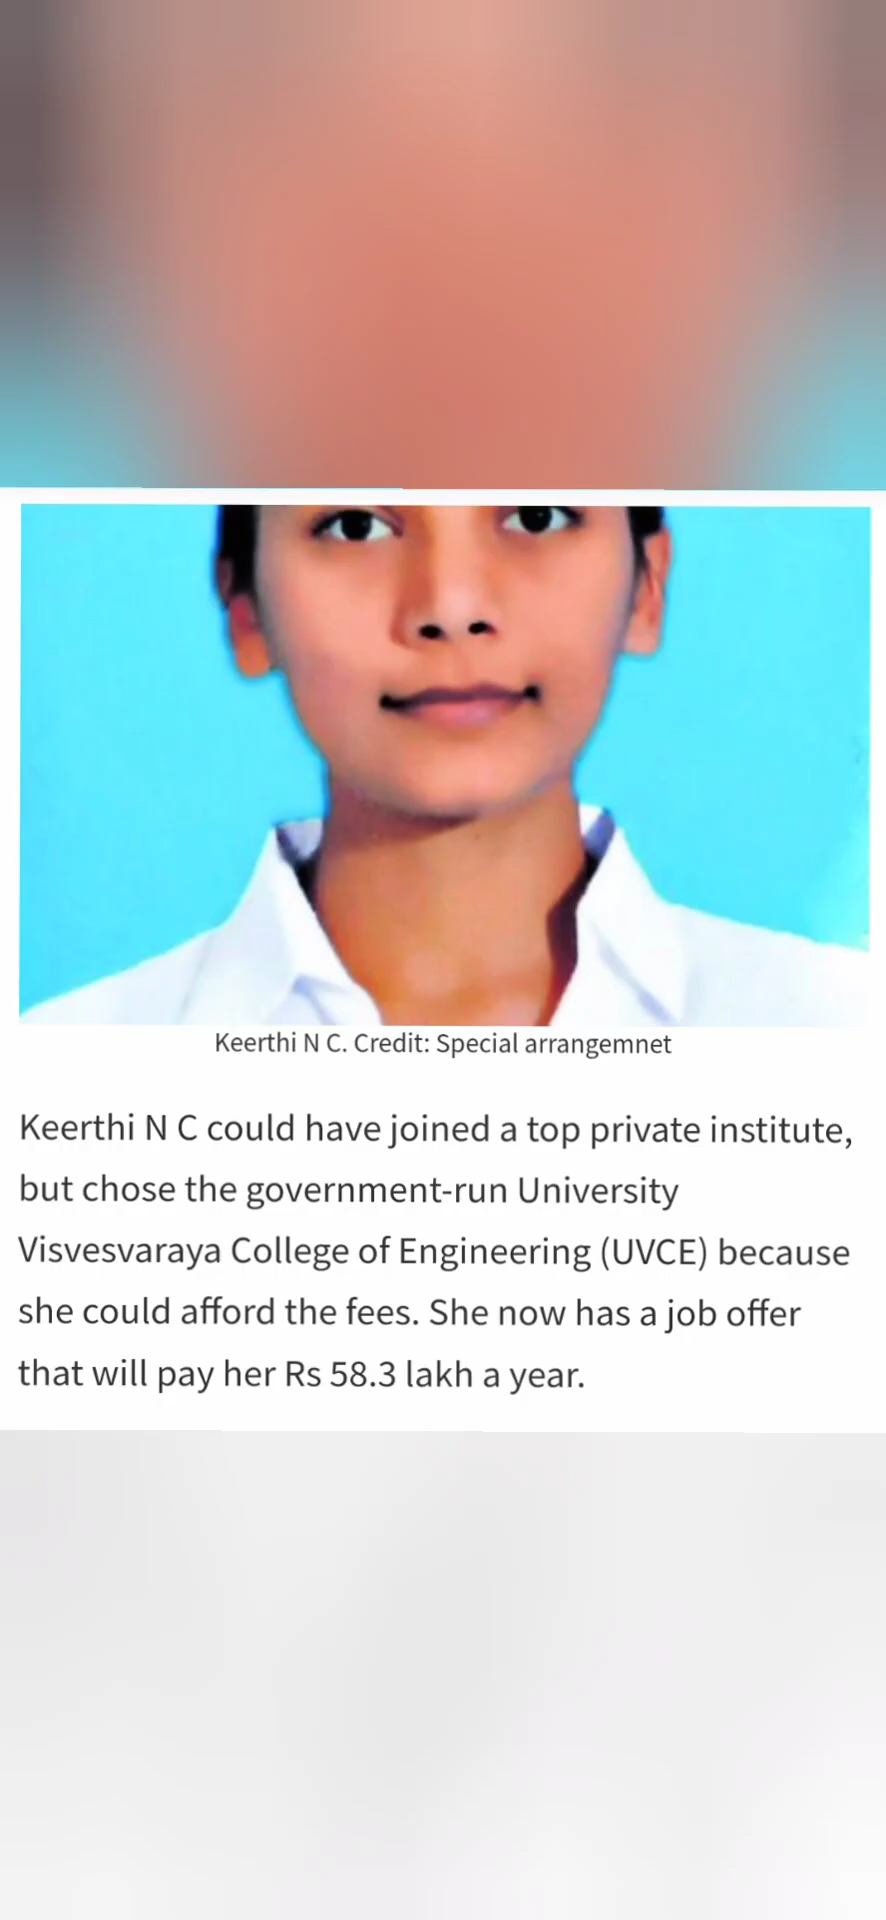 Keerthi N C. Credit: Special arrangemnet
Keerthi N C could have joined a top private institute,
but chose the government-run University
Visvesvaraya College of Engineering (UVCE) because
she could afford the fees. She now has a job offer
that will pay her Rs 58.3 lakh a year.